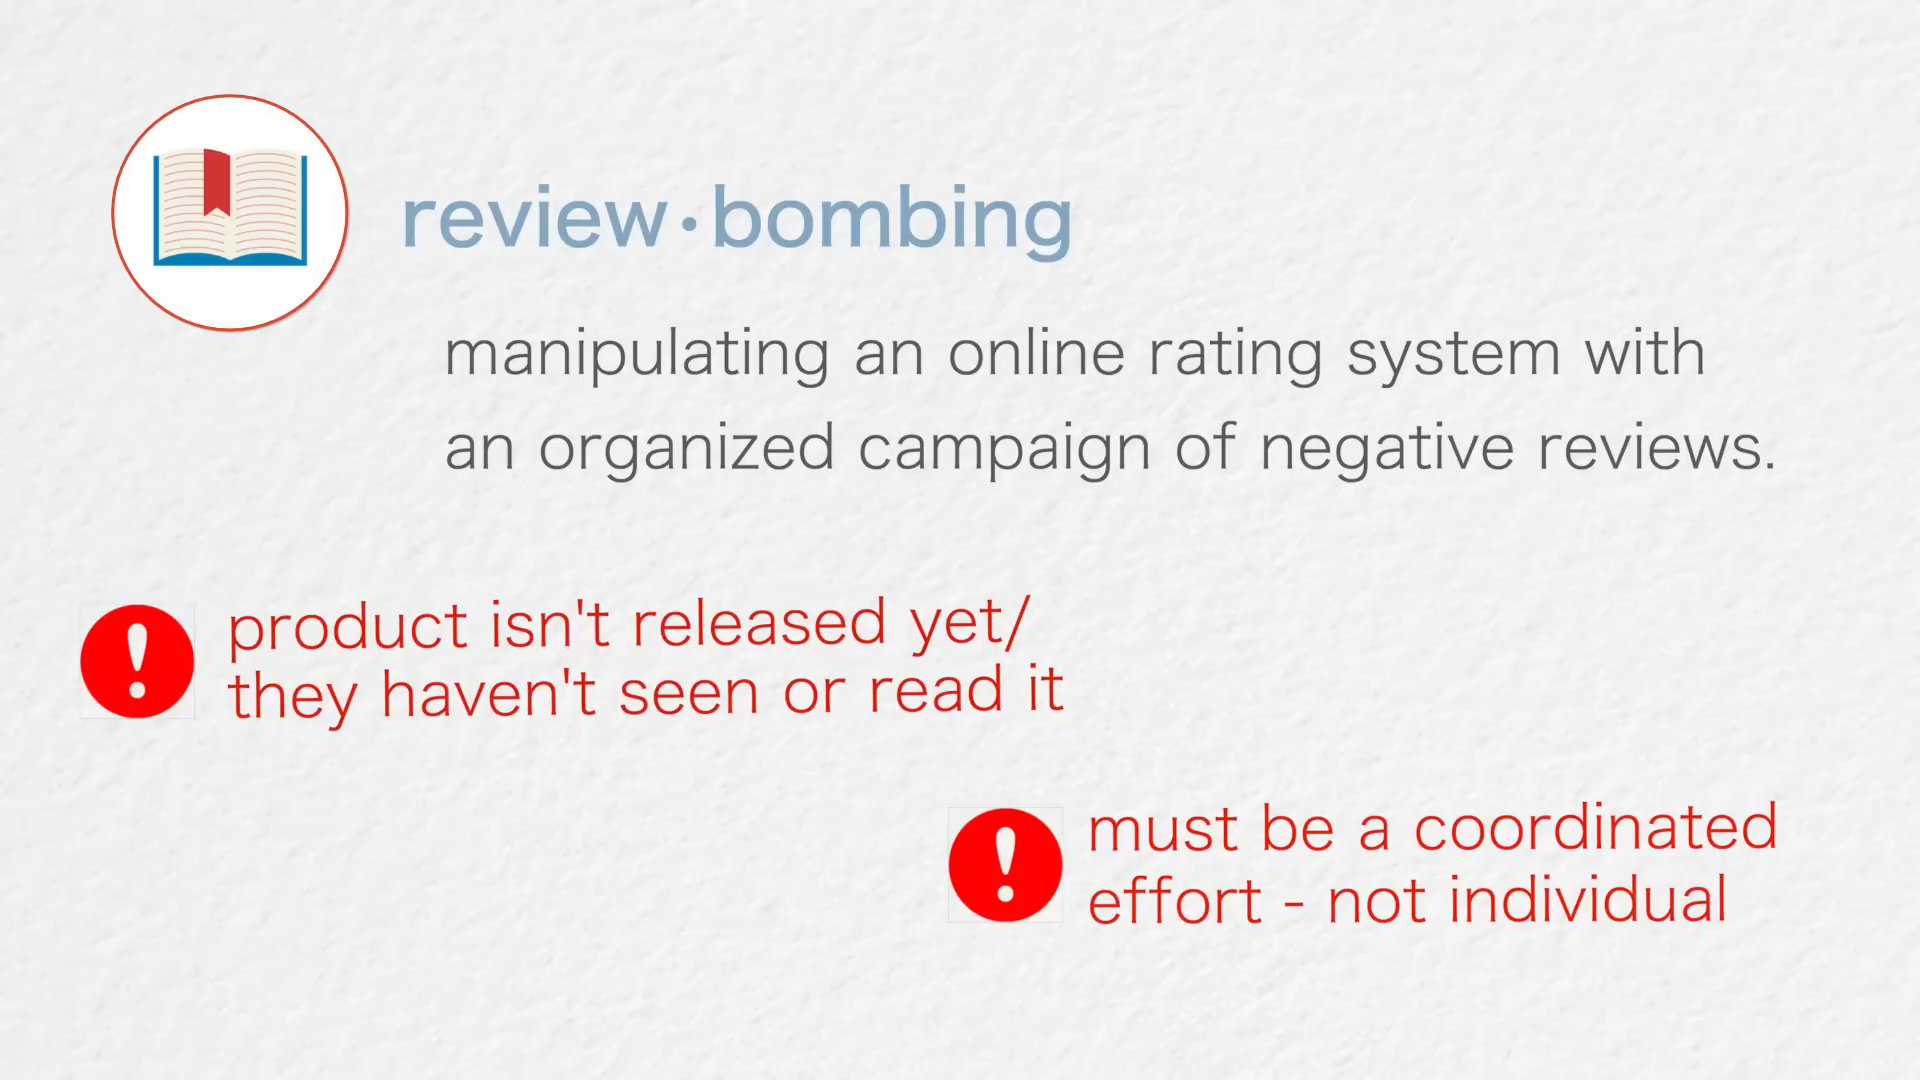 review·bombing
manipulating an online rating system with
an organized campaign of negative reviews.
product isn't released yet/
they haven't seen or read it
must be a coordinated
effort - not individual